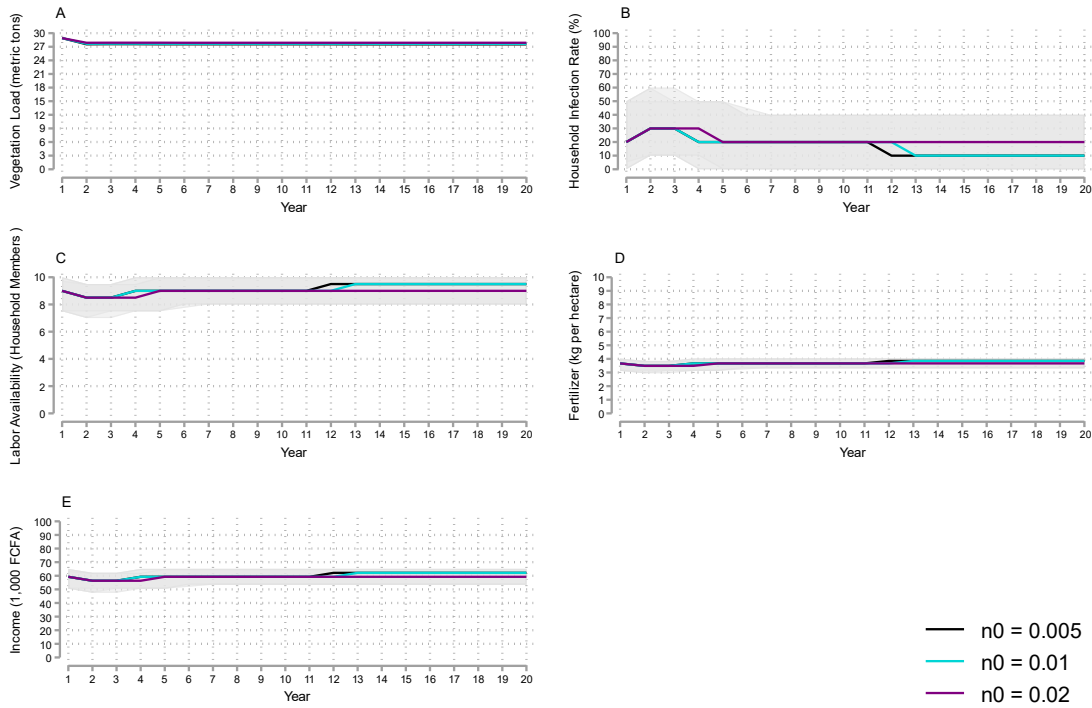 A
Vegetation Load (metric tons)
30
27
24
21
18
15
12
9
6
3
0
1 2 3 4 5 6 7 8 9 10 11 12 13 14 15 16 17 18 19 20
Year
B
Household Infection Rate (%)
100
90
80
70
60
50
40
30
20
10
0
1 2 3 4 5 6 7 8 9 10 11 12 13 14 15 16 17 18 19 20
Year
C
Labor Availability (Household Members )
10
8
6
4
2
0
1 2 3 4 5 6 7 8 9 10 11 12 13 14 15 16 17 18 19 20
Year
D
Fertilizer (kg per hectare)
10
9
8
7
6
5
4
3
2
1
0
1 2 3 4 5 6 7 8 9 10 11 12 13 14 15 16 17 18 19 20
Year
E
Income (1,000 FCFA)
100
90
80
70
60
50
40
30
20
10
0
1 2 3 4 5 6 7 8 9 10 11 12 13 14 15 16 17 18 19 20
Year
n0 = 0.005
n0 = 0.01
n0 = 0.02